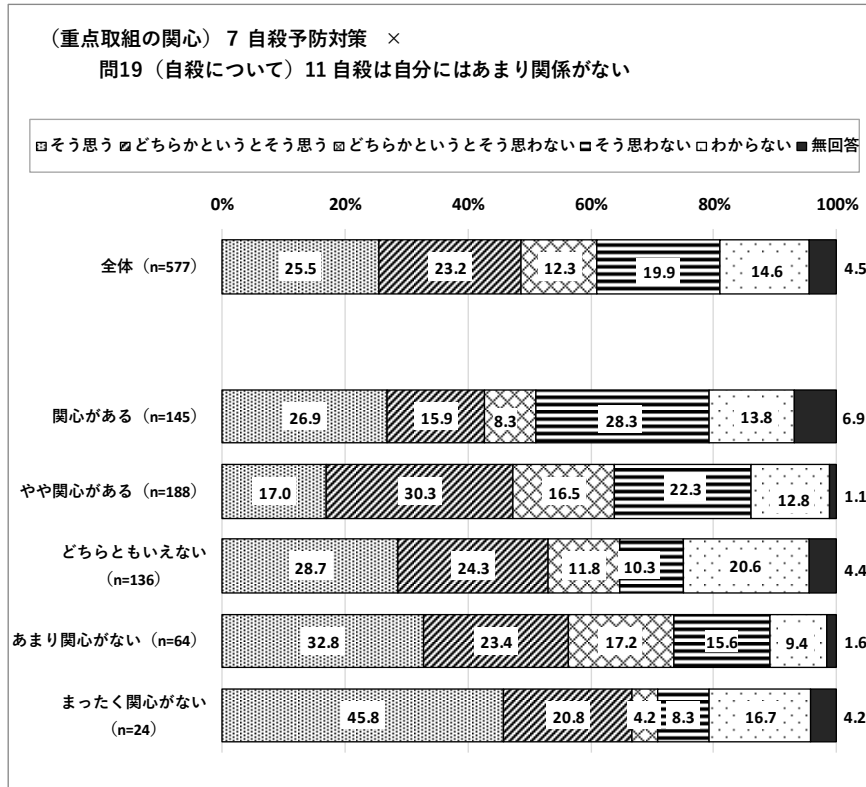 （重点取組の関心）７ 自殺予防対策　×
問19（自殺について）11 自殺は自分にはあまり関係がない
そう思う どちらかというとそう思う どちらかというとそう思わない そう思わない わからない 無回答
0% 20% 40% 60% 80% 100%
全体（n=577） 25.5 23.2 12.3 19.9 14.6 4.5
関心がある（n=145） 26.9 15.9 8.3 28.3 13.8 6.9
やや関心がある（n=188） 17.0 30.3 16.5 22.3 12.8 1.1
どちらともいえない
（n=136） 28.7 24.3 11.8 10.3 20.6 4.4
あまり関心がない（n=64） 32.8 23.4 17.2 15.6 9.4 1.6
まったく関心がない
（n=24） 45.8 20.8 4.2 8.3 16.7 4.2